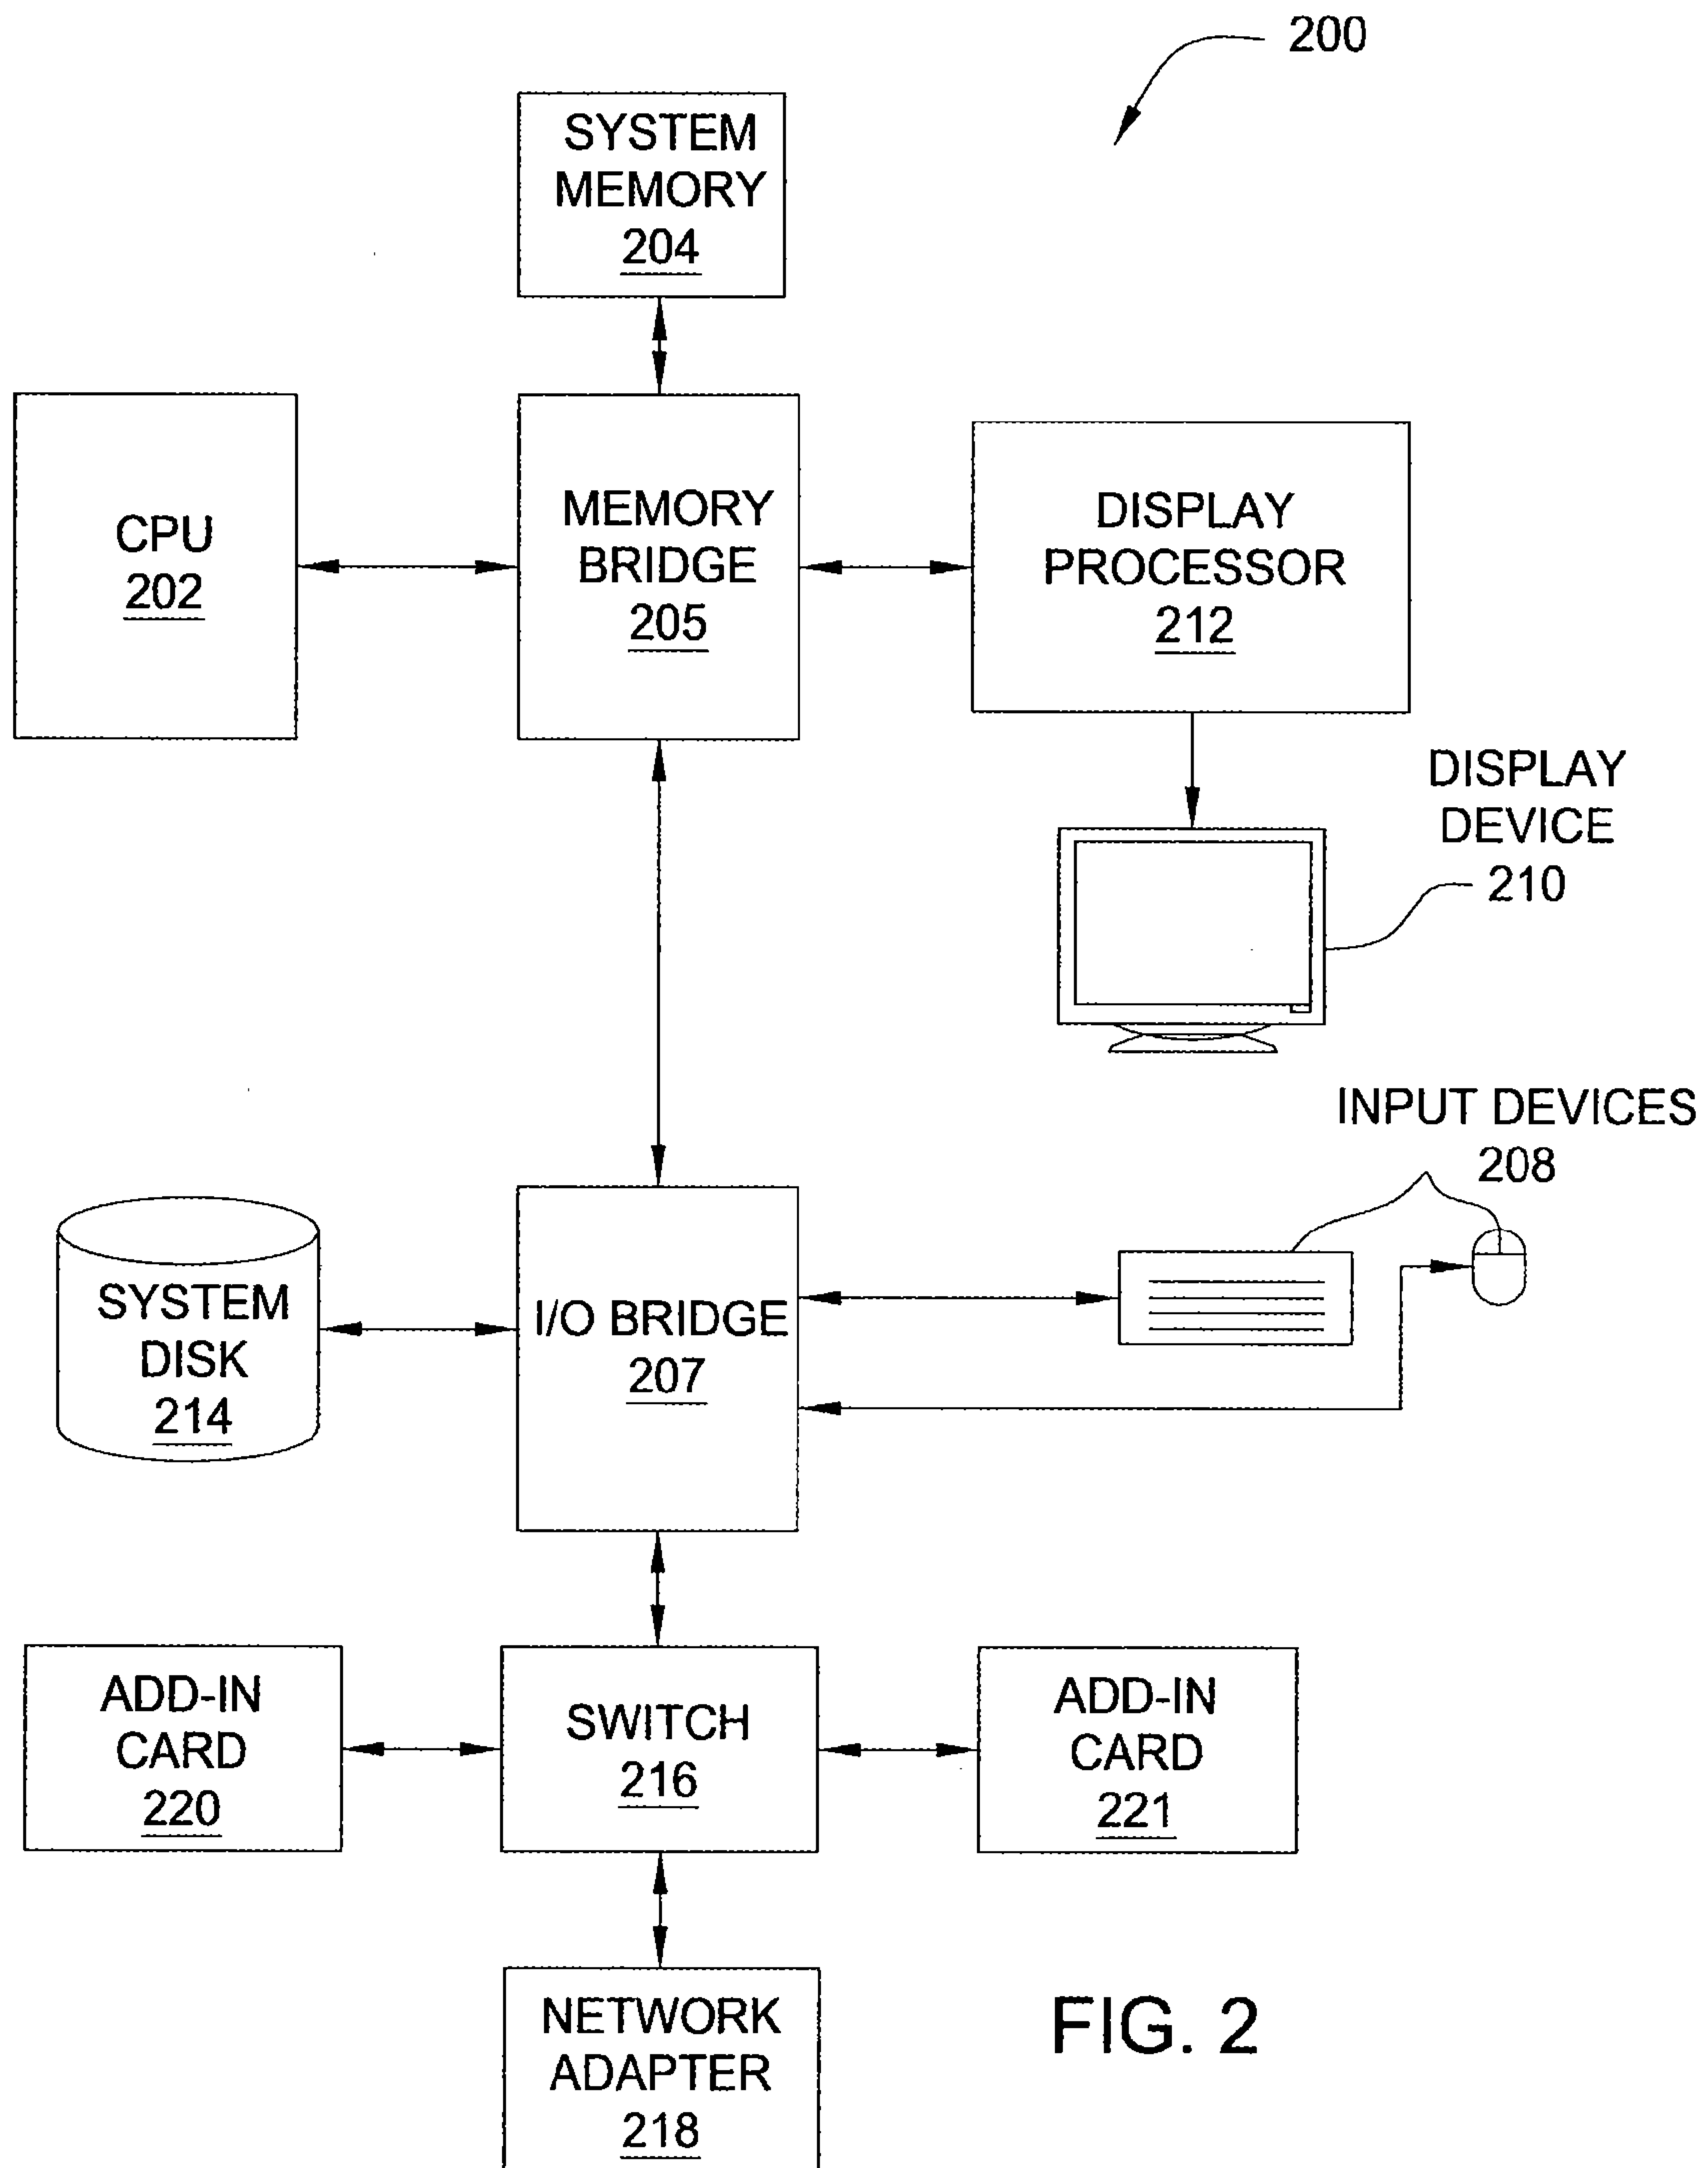 200
SYSTEM
MEMORY
204
CPU
202
MEMORY
BRIDGE
205
DISPLAY
PROCESSOR
212
DISPLAY
DEVICE
210
INPUT DEVICES
208
SYSTEM
DISK
214
I/O BRIDGE
207
ADD-IN
CARD
220
SWITCH
216
ADD-IN
CARD
221
NETWORK
ADAPTER
218
FIG. 2